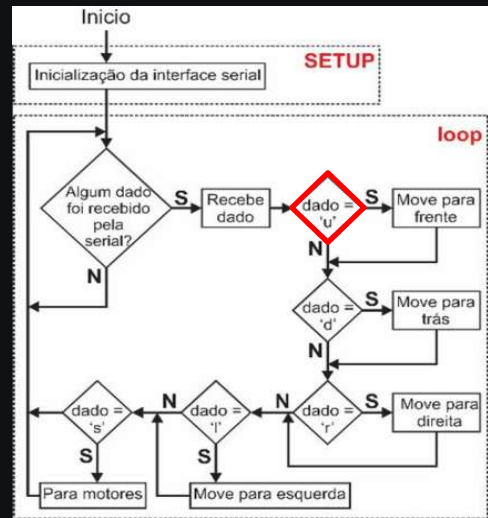 Inicio
SETUP
Inicialização da interface serial
loop
Algum dado
foi recebido
pela
serial?
S
N
Recebe
dado
dado =
'u'
S
N
Move para
frente
dado =
'd'
S
N
Move para
trás
dado =
'r'
S
N
Move para
direita
dado =
'l'
S
N
Move para esquerda
dado =
's'
S
Para motores